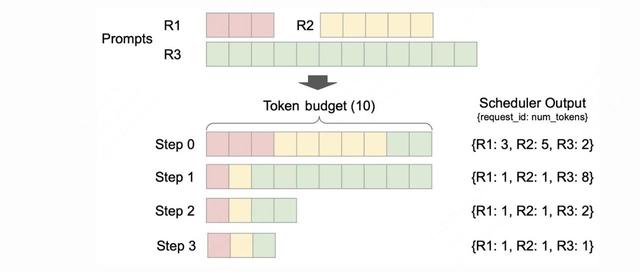 R1 R2
Prompts
R3
Token budget (10) Scheduler Output
{request_id: num_tokens}
Step 0 {R1: 3, R2: 5, R3: 2}
Step 1 {R1: 1, R2: 1, R3: 8}
Step 2 {R1: 1, R2: 1, R3: 2}
Step 3 {R1: 1, R2: 1, R3: 1}